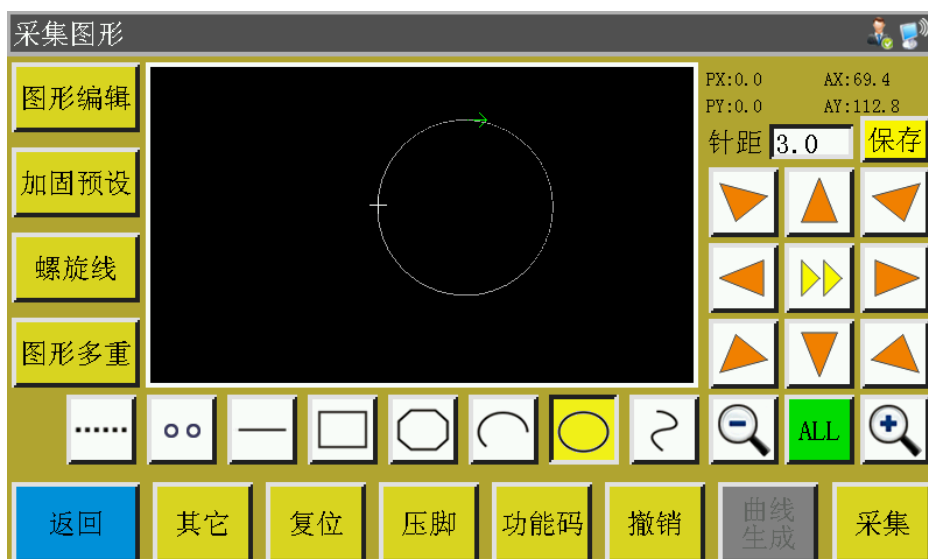 采集图形
图形编辑
加固预设
螺旋线
图形多重
PX:0.0 AX:69.4
PY:0.0 AY:112.8
针距 3.0 保存
ALL
返回 其它 复位 压脚 功能码 撤销 曲线 采集
生成